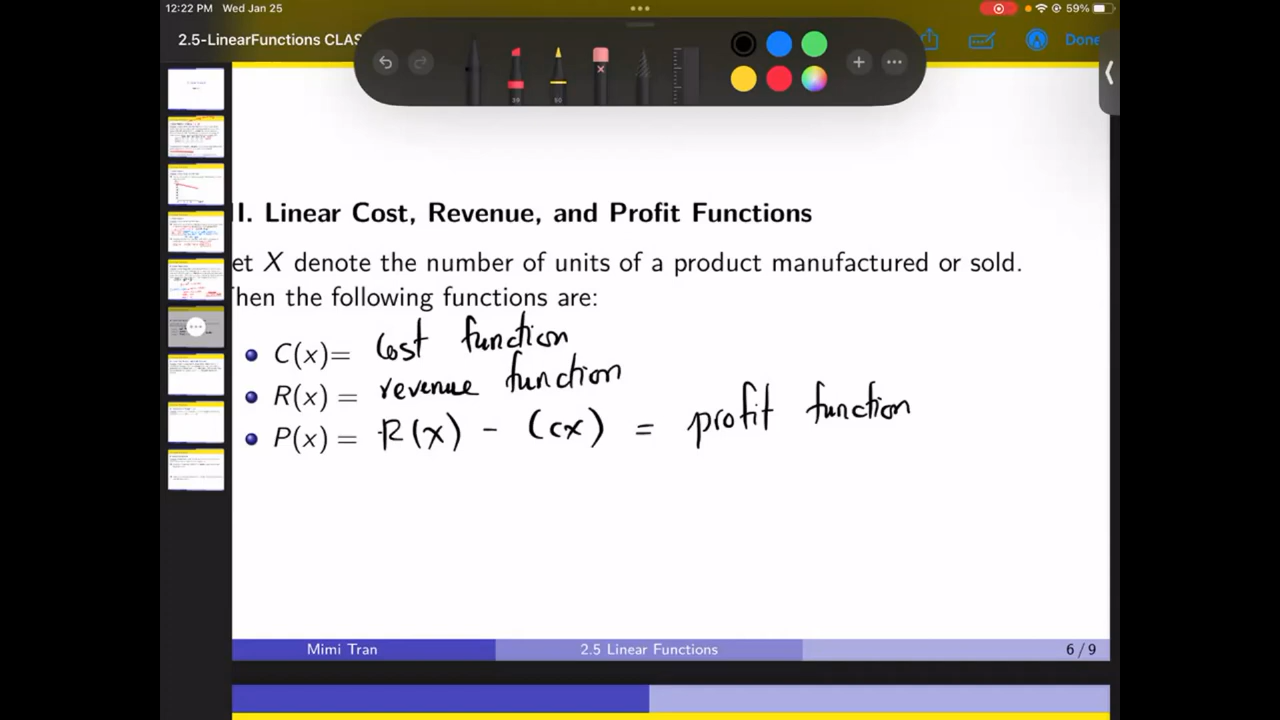 12:22 PM Wed Jan 25
59%
2.5-LinearFunctions CLAS
Done
II. Linear Cost, Revenue, and Profit Functions
et X denote the number of units of a product manufactured or sold.
Then the following functions are:
C(x)= cost function
R(x) = revenue function
P(x) = R(x) - (cx) = profit function
Mimi Tran
2.5 Linear Functions
6 / 9